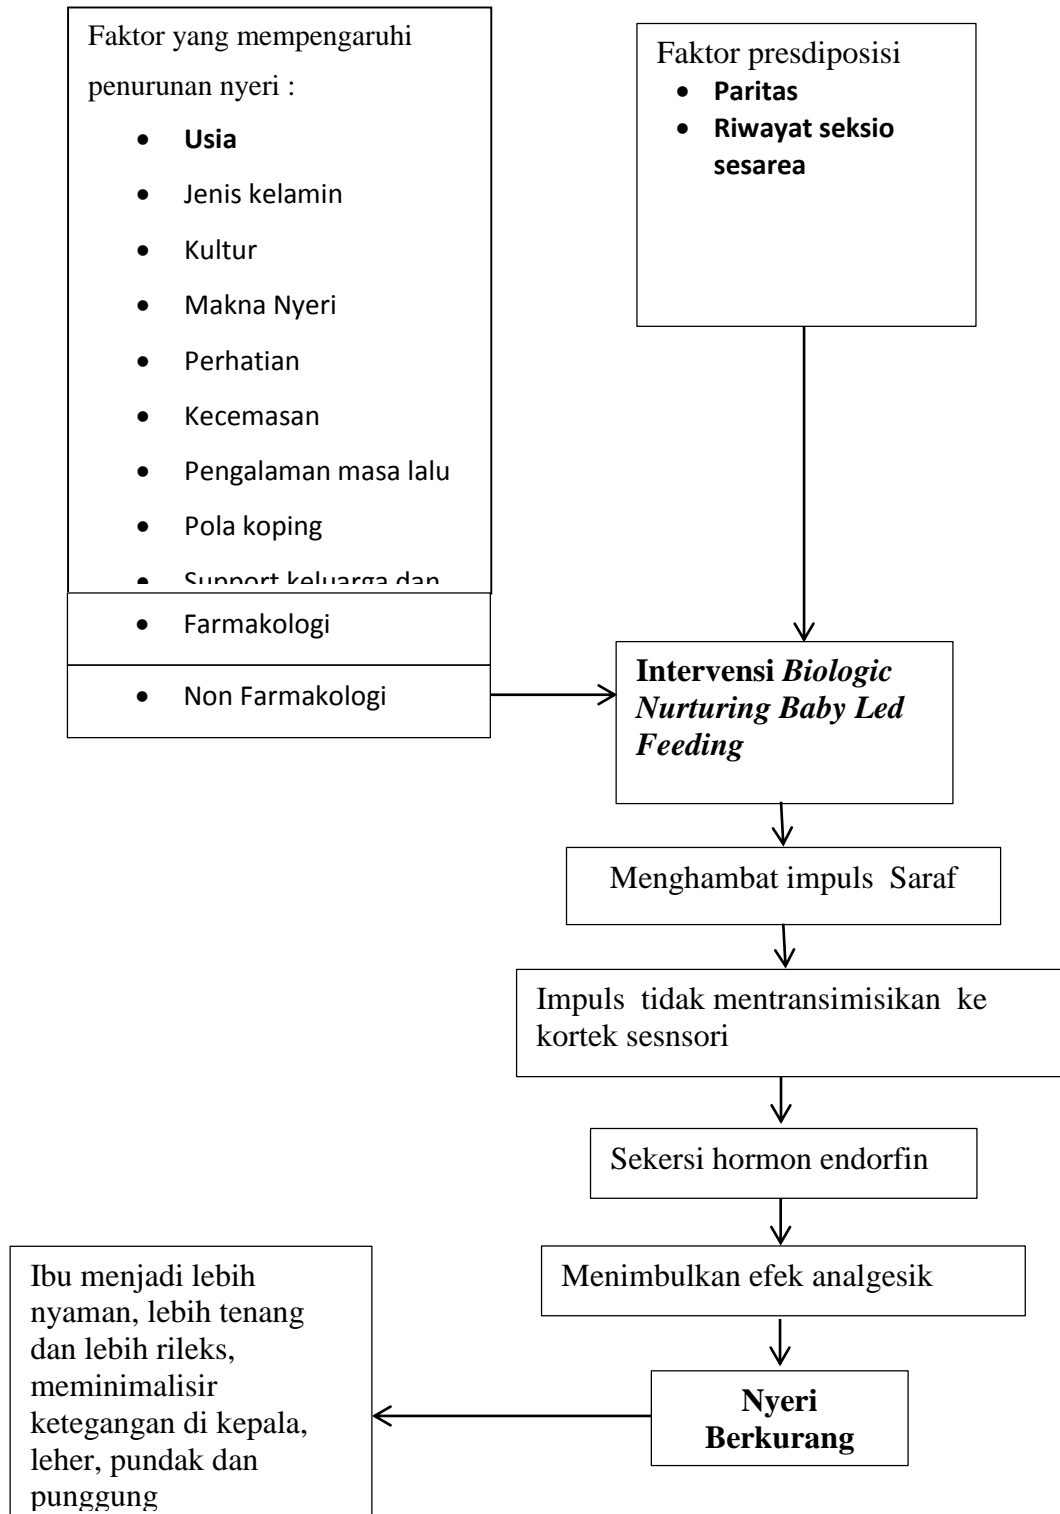 Faktor yang mempengaruhi
penurunan nyeri :
• Usia
• Jenis kelamin
• Kultur
• Makna Nyeri
• Perhatian
• Kecemasan
• Pengalaman masa lalu
• Pola koping
• Support keluarga dan
• Farmakologi
• Non Farmakologi
Faktor presdiposisi
• Paritas
• Riwayat seksio
sesarea
Intervensi Biologic
Nurturing Baby Led
Feeding
Menghambat impuls Saraf
Impuls tidak mentransimisikan ke
kortek sesnsori
Sekersi hormon endorfin
Menimbulkan efek analgesik
Nyeri
Berkurang
Ibu menjadi lebih
nyaman, lebih tenang
dan lebih rileks,
meminimalisir
ketegangan di kepala,
leher, pundak dan
punggung